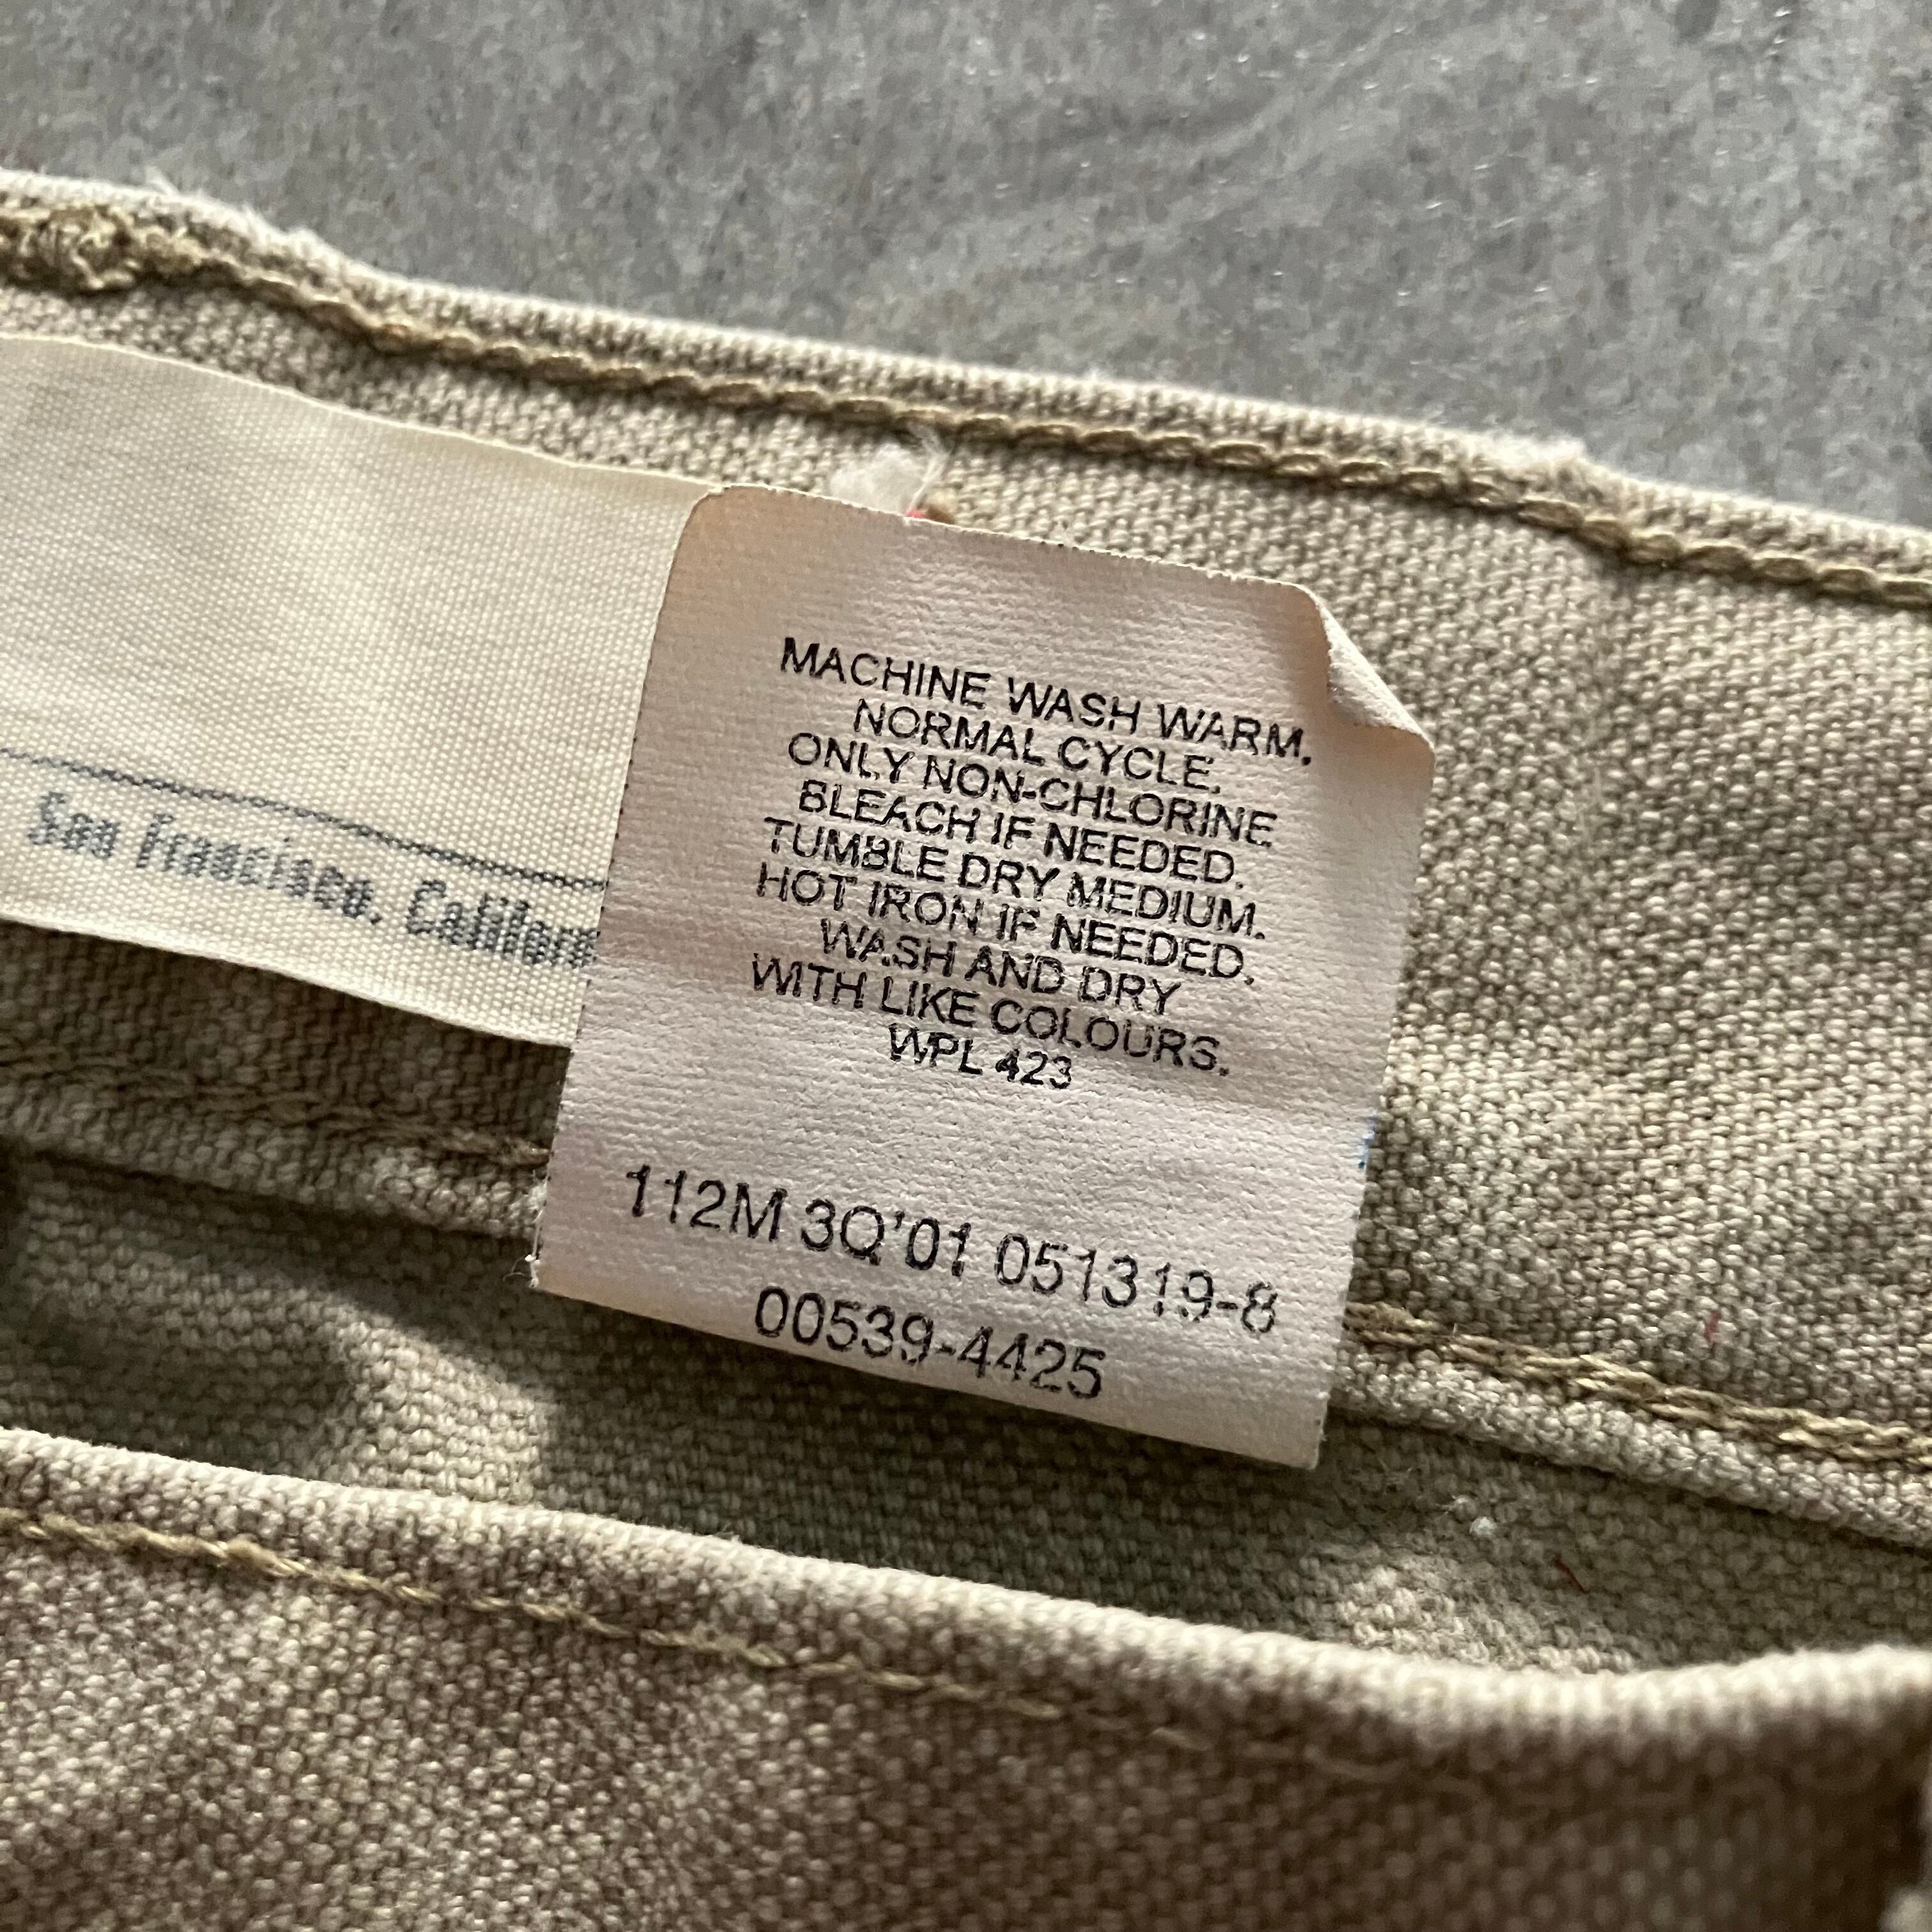 San Francisco, Californ
MACHINE WASH WARM.
NORMAL CYCLE.
ONLY NON-CHLORINE
BLEACH IF NEEDED.
TUMBLE DRY MEDIUM.
HOT IRON IF NEEDED.
WASH AND DRY
WITH LIKE COLOURS.
WPL 423
112M 3Q'01 051319-8
00539-4425